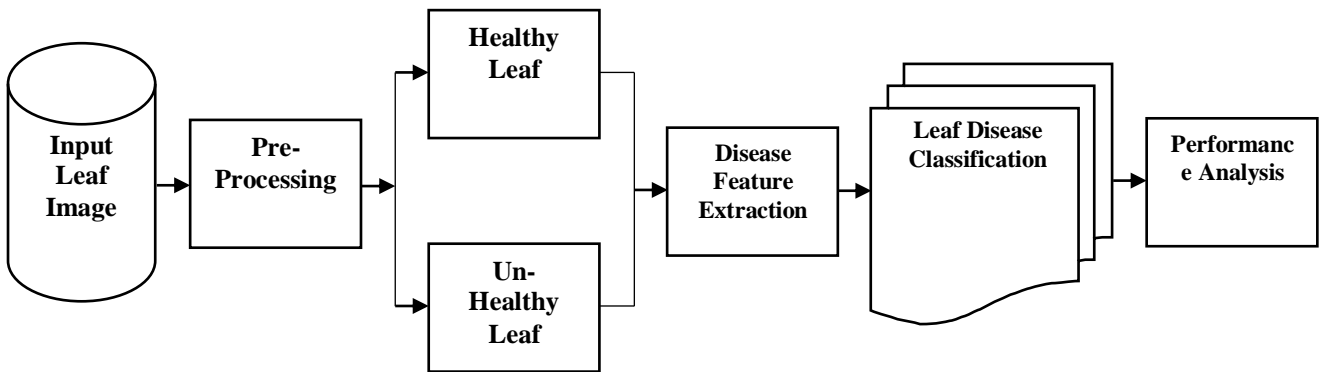 Input
Leaf
Image
Pre-
Processing
Healthy
Leaf
Un-
Healthy
Leaf
Disease
Feature
Extraction
Leaf Disease
Classification
Performanc
e Analysis